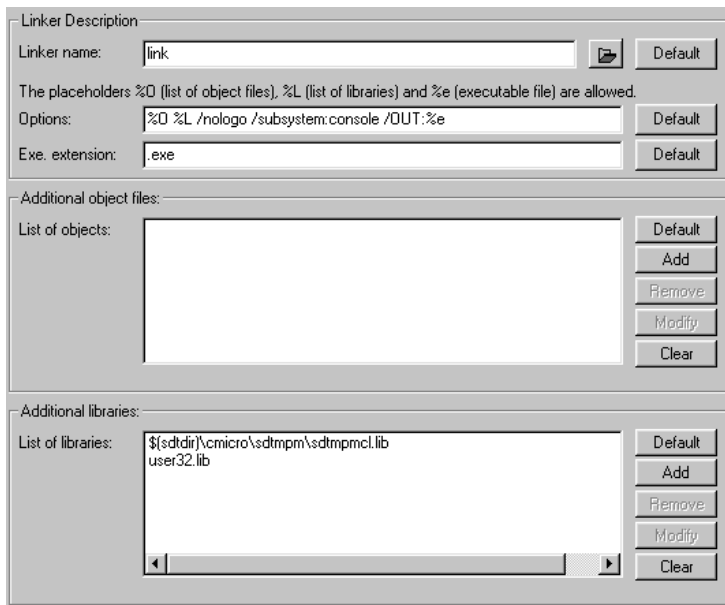 Linker Description
Linker name: link Default
The placeholders %O (list of object files), %L (list of libraries) and %e (executable file) are allowed.
Options: %O %L /nologo /subsystem:console /OUT:%e Default
Exe. extension: .exe Default
Additional object files:
List of objects: Default
Add
Remove
Modify
Clear
Additional libraries:
List of libraries: $(sdtdir)\cmicro\sdtmpm\sdtmpmcl.lib Default
user32.lib
Add
Remove
Modify
Clear